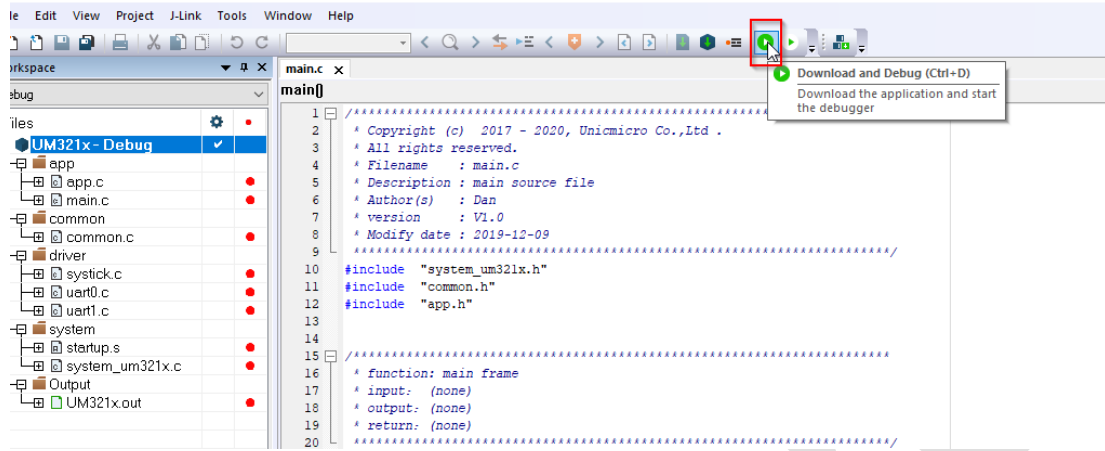 le Edit View Project J-Link Tools Window Help
orkspace
main.c x
ebug
main()
Download and Debug (Ctrl+D)
Download the application and start
the debugger
iles
UM321x - Debug
app
app.c
main.c
common
common.c
driver
systick.c
uart0.c
uart1.c
system
startup.s
system_um321x.c
Output
UM321x.out
1 /************************************************************************
2 * Copyright (c) 2017 - 2020, Unicmicro Co.,Ltd .
3 * All rights reserved.
4 * Filename : main.c
5 * Description : main source file
6 * Author(s) : Dan
7 * version : V1.0
8 * Modify date : 2019-12-09
9 ************************************************************************/
10 #include "system_um321x.h"
11 #include "common.h"
12 #include "app.h"
13
14
15 /************************************************************************
16 * function: main frame
17 * input: (none)
18 * output: (none)
19 * return: (none)
20 ************************************************************************/